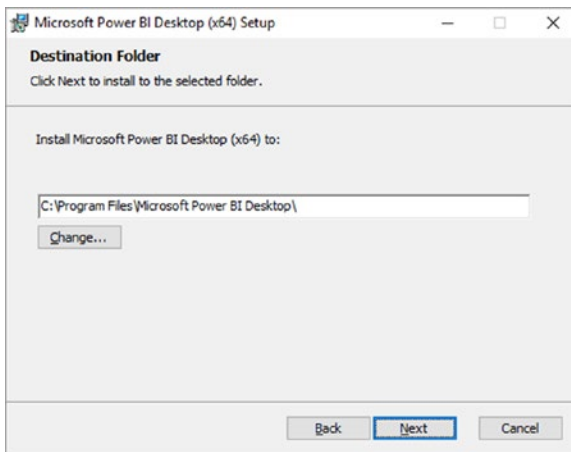 Microsoft Power BI Desktop (x64) Setup
Destination Folder
Click Next to install to the selected folder.
Install Microsoft Power BI Desktop (x64) to:
C:\Program Files\Microsoft Power BI Desktop\
Change...
Back Next Cancel